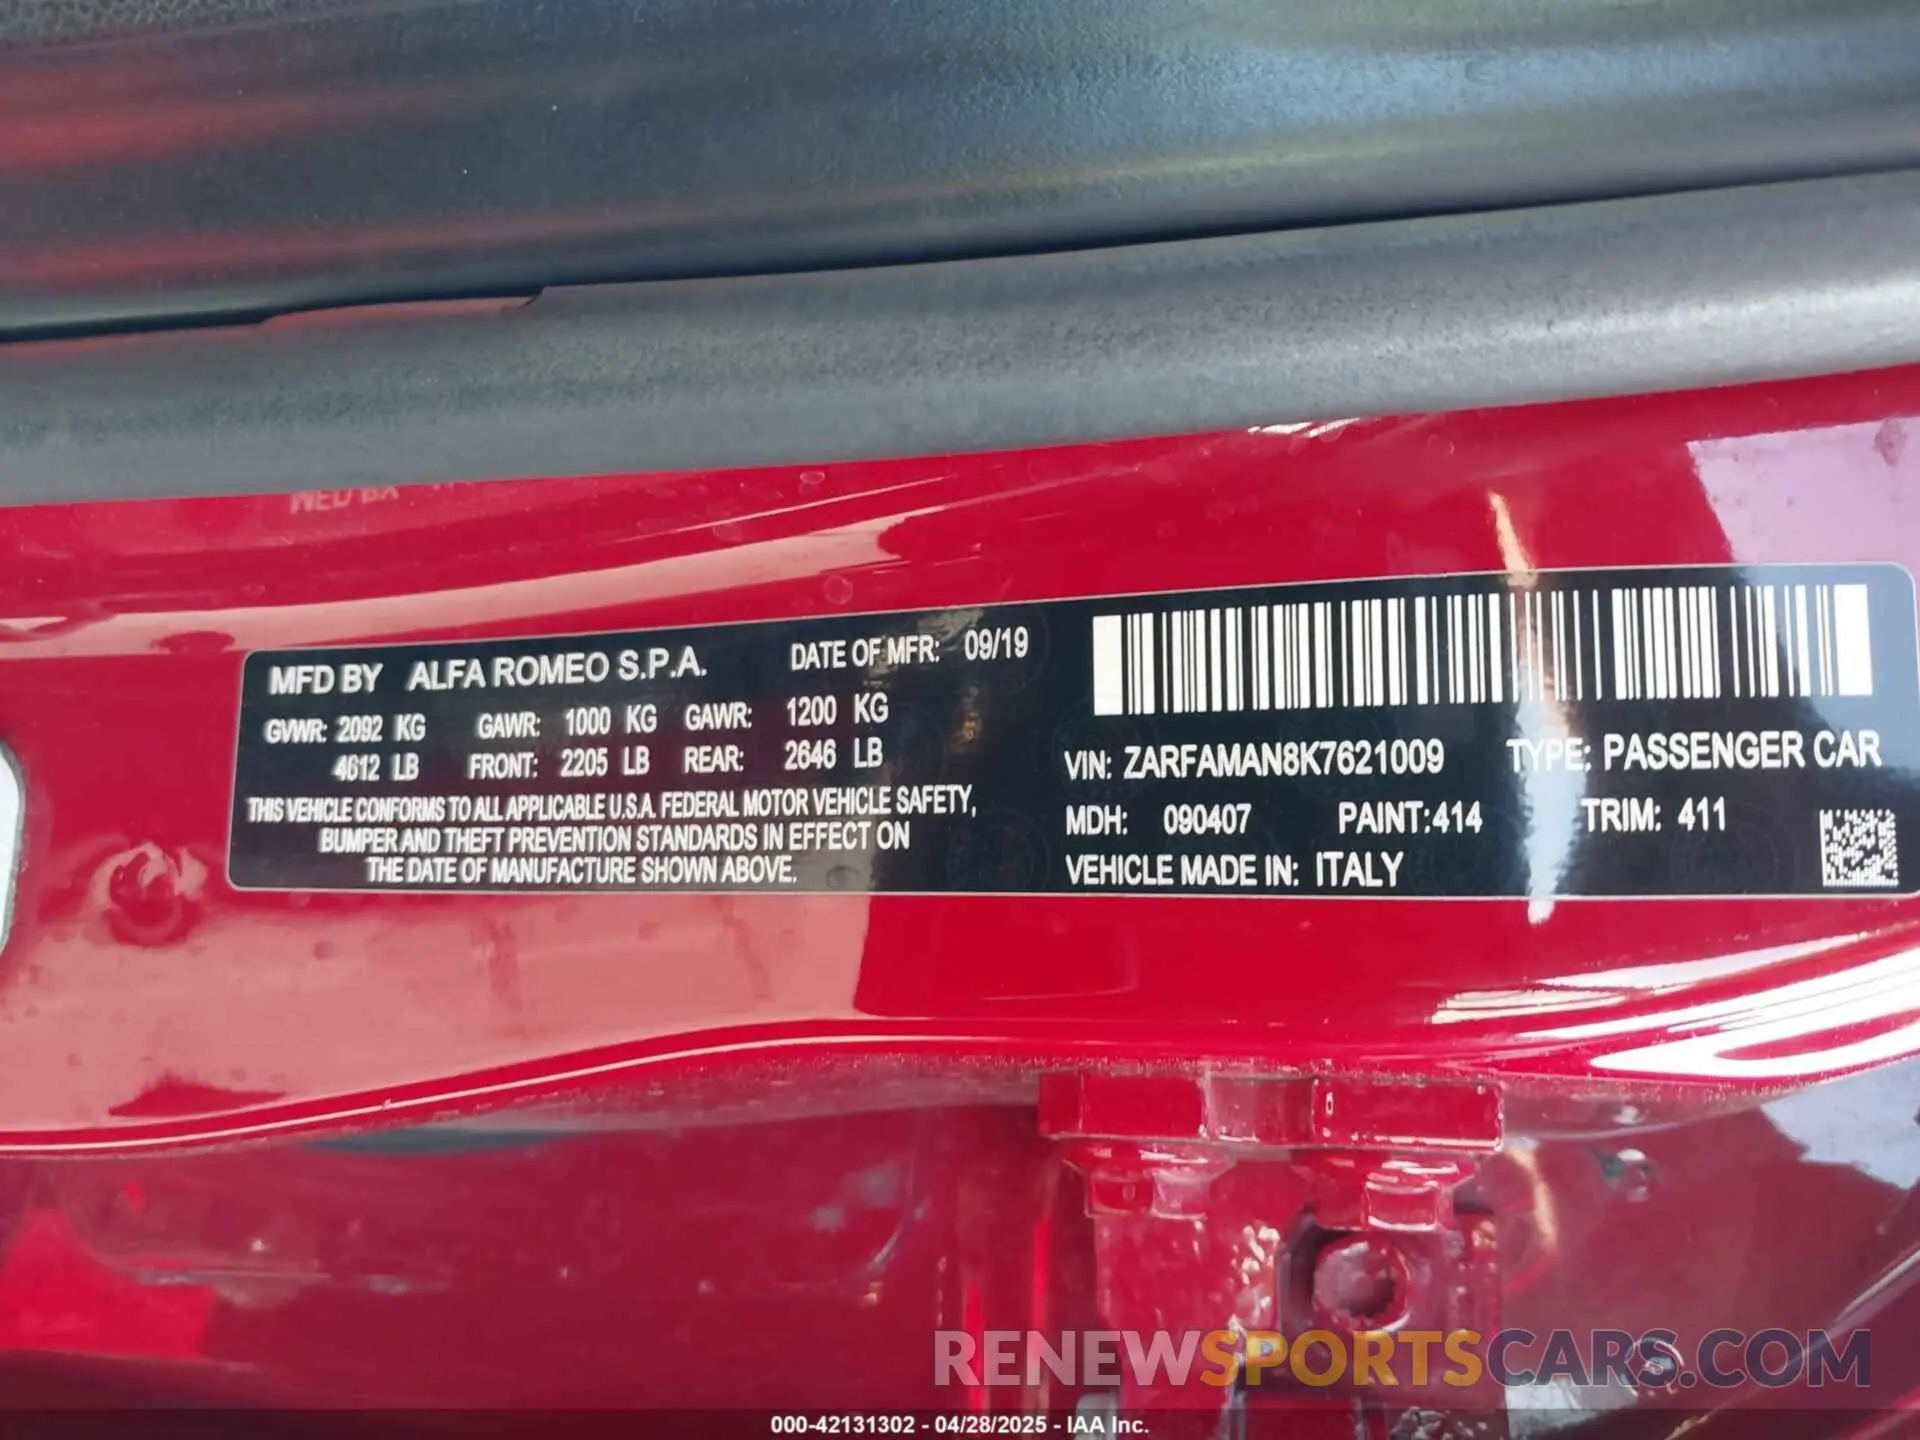 MFD BY ALFA ROMEO S.P.A. DATE OF MFR: 09/19
GVWR: 2092 KG GAWR: 1000 KG GAWR: 1200 KG
4612 LB FRONT: 2205 LB REAR: 2646 LB
THIS VEHICLE CONFORMS TO ALL APPLICABLE U.S.A. FEDERAL MOTOR VEHICLE SAFETY,
BUMPER AND THEFT PREVENTION STANDARDS IN EFFECT ON
THE DATE OF MANUFACTURE SHOWN ABOVE.
VIN: ZARFAMAN8K7621009 TYPE: PASSENGER CAR
MDH: 090407 PAINT:414 TRIM: 411
VEHICLE MADE IN: ITALY
RENEWSPORTSCARS.COM
000-42131302 - 04/28/2025 - IAA Inc.